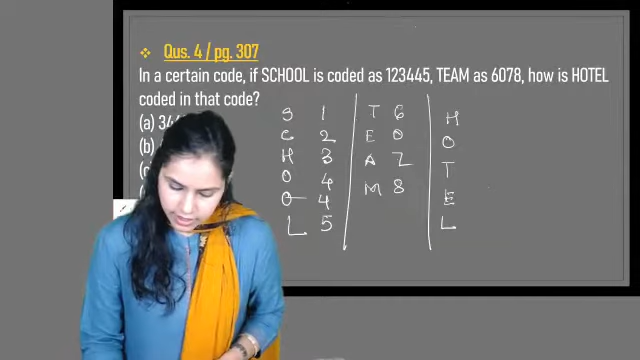 ❖ Qus. 4 / pg. 307
In a certain code, if SCHOOL is coded as 123445, TEAM as 6078, how is HOTEL
coded in that code?
(a) 344
(b)
S 1 T 6 H
C 2 E 0 O
H 3 A 7 T
O 4 M 8 E
O 4 L
L 5